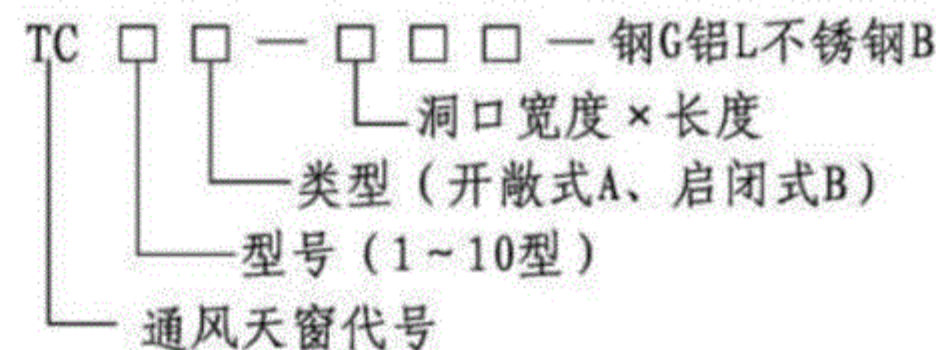 TC □ □ — □ □ □ — 钢G铝L不锈钢B
洞口宽度×长度
类型（开敞式A、启闭式B）
型号（1~10型）
通风天窗代号